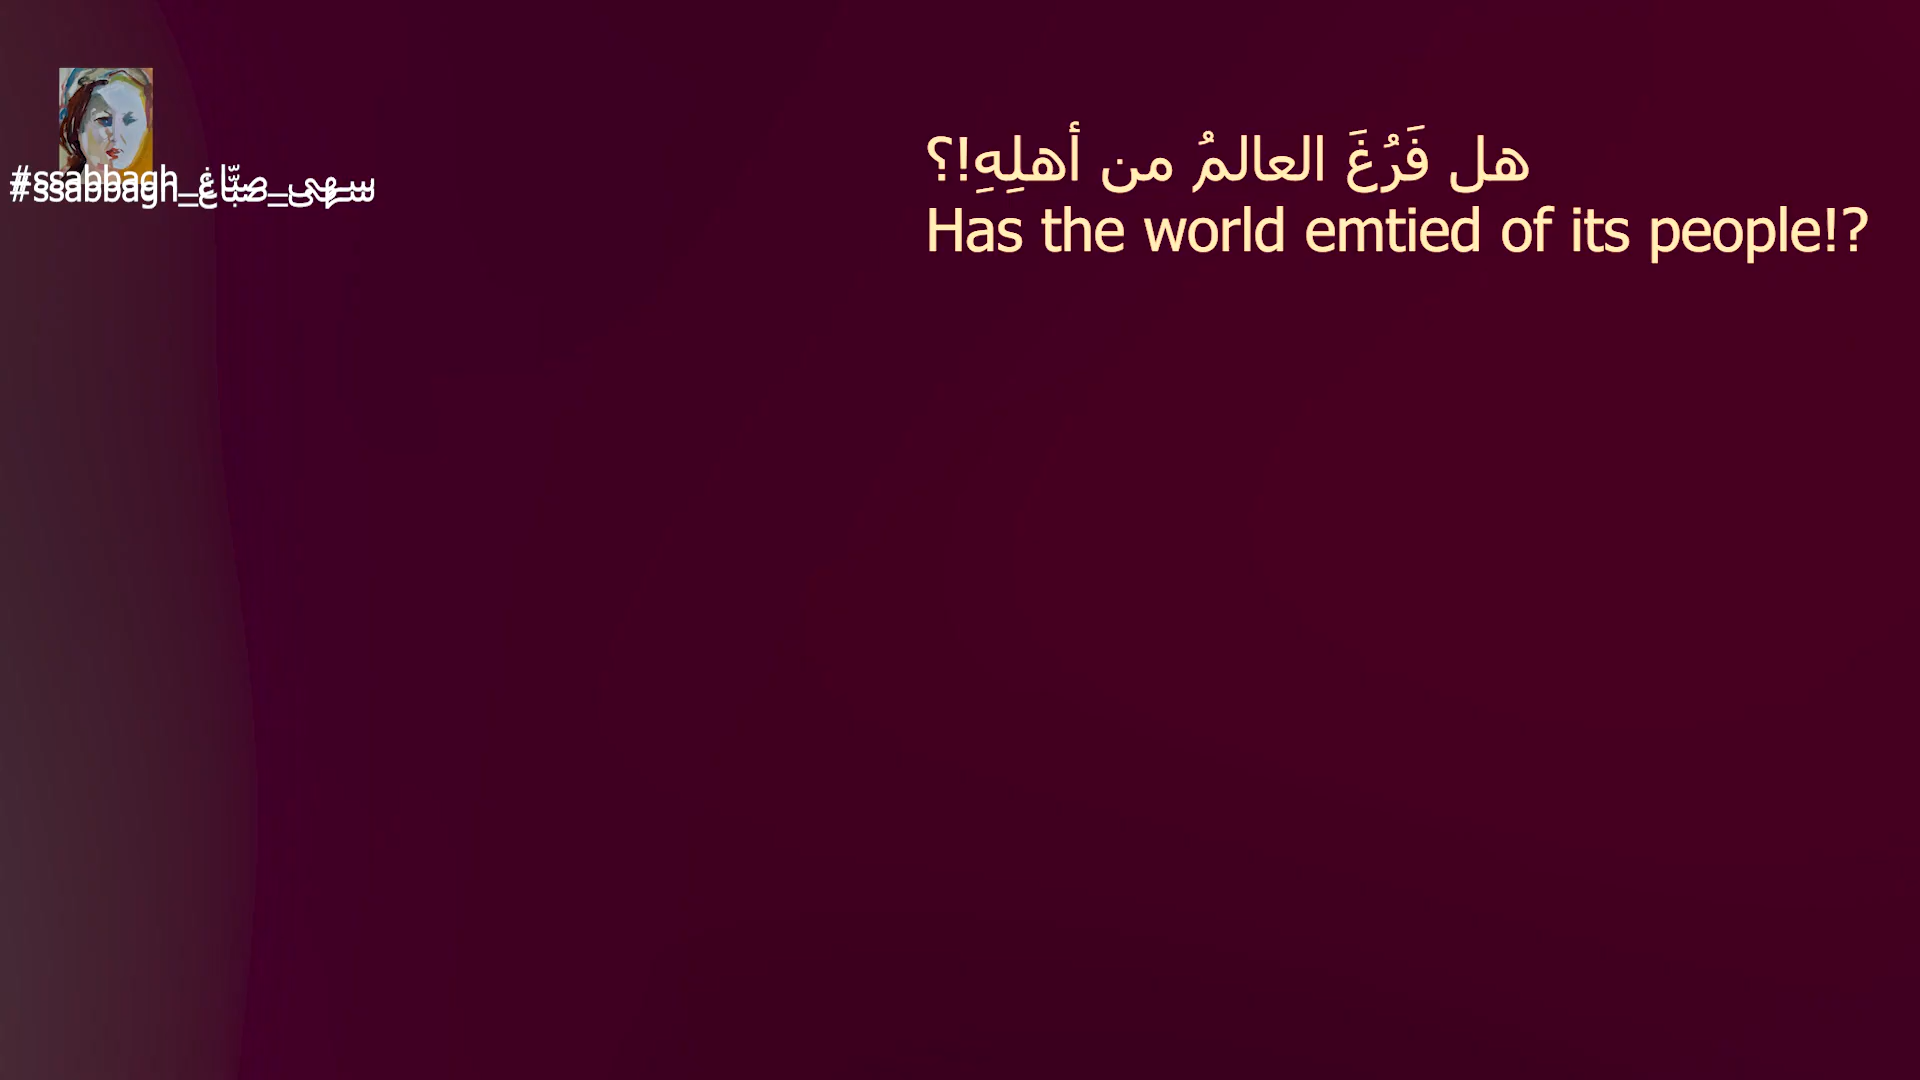 #ssabbagh_سهى_صبّاغ
هل فَرُغَ العالمُ من أهلِهِ!؟
Has the world emtied of its people!?